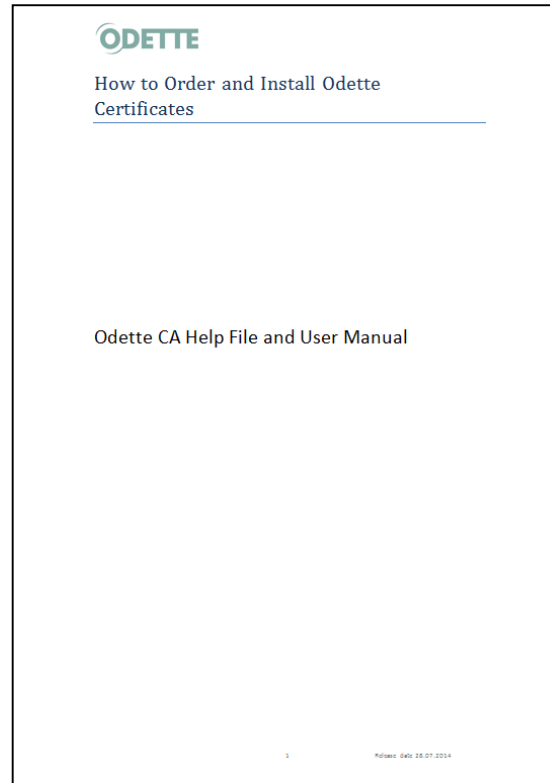 ODETTE
How to Order and Install Odette
Certificates
Odette CA Help File and User Manual
1 Release date 28.07.2014